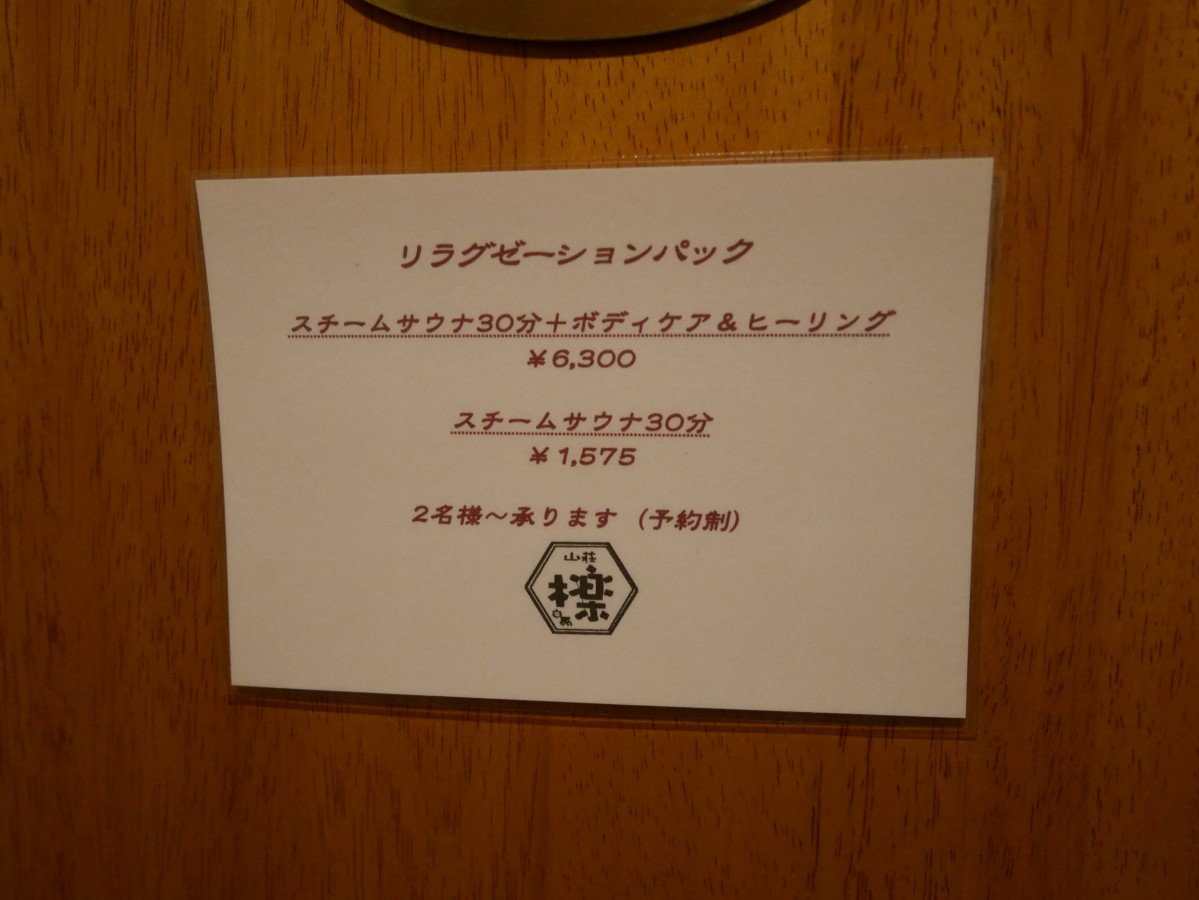 リラグゼーションパック
スチームサウナ30分＋ボディケア＆ヒーリング
￥6,300
スチームサウナ30分
￥1,575
2名様～承ります （予約制）
山荘
櫟
白馬